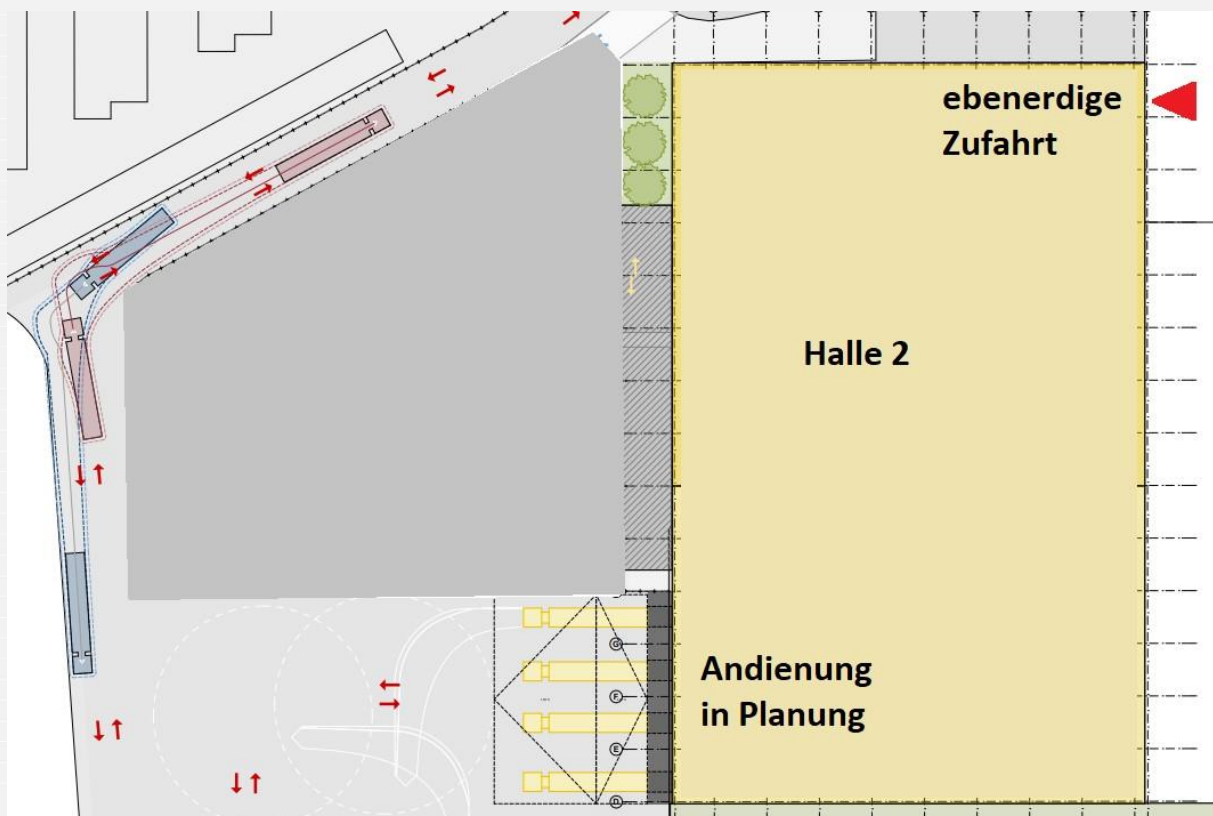 ebenerdige
Zufahrt
Halle 2
G
Andienung
in Planung
F
E
D